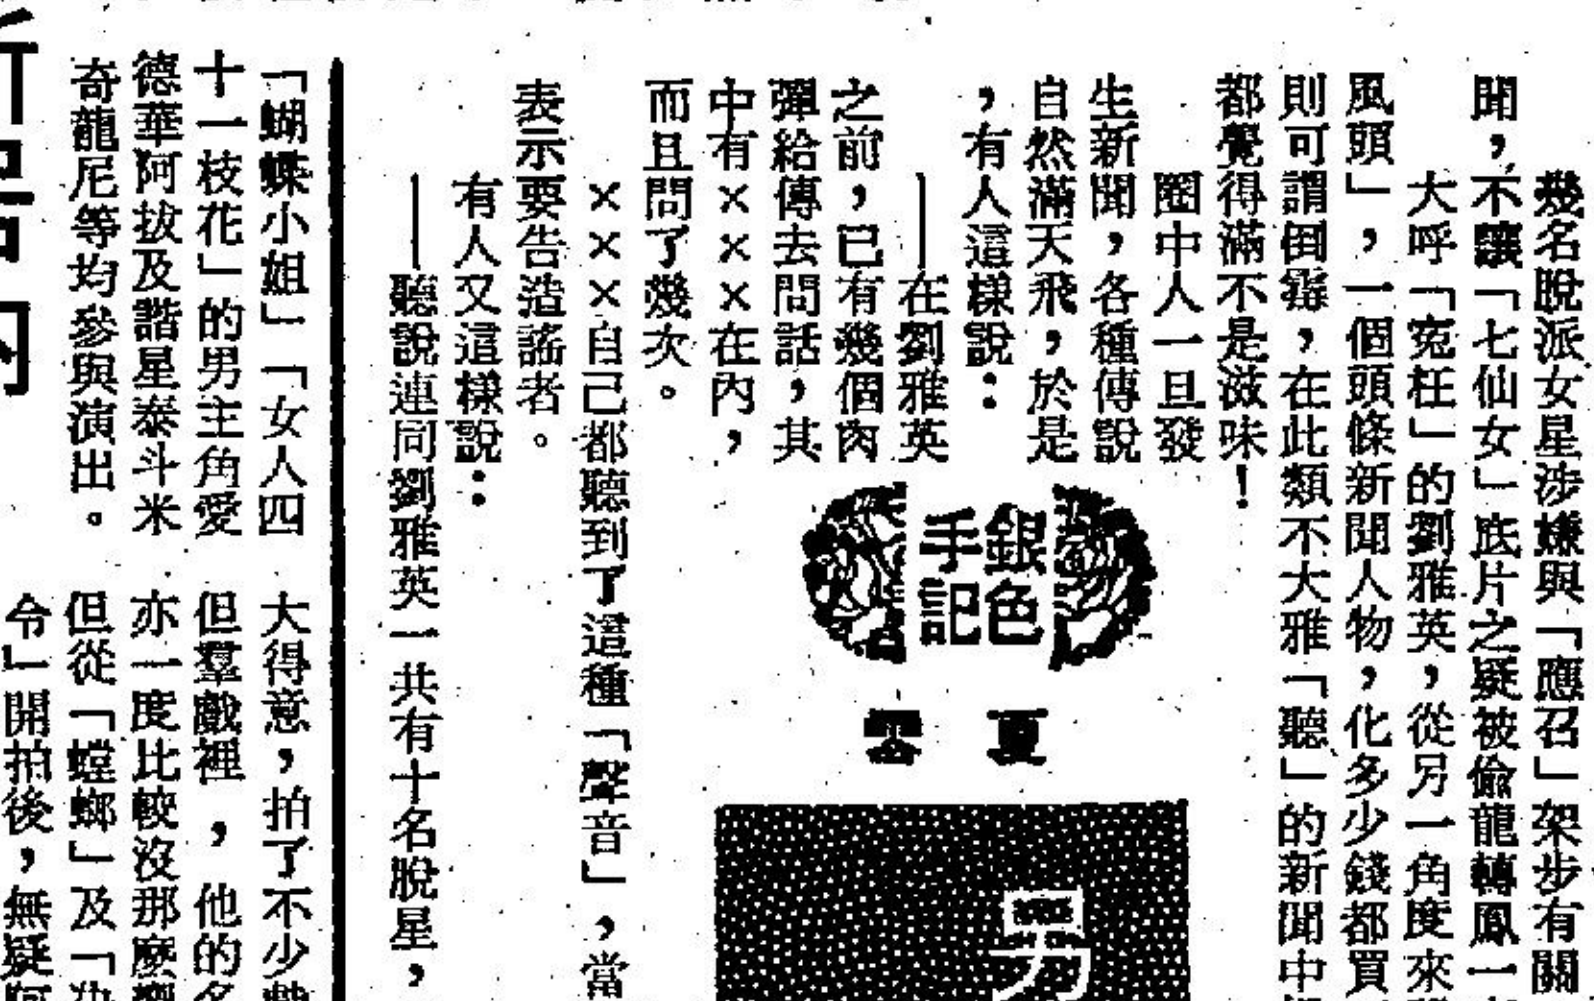 幾名脫派女星涉嫌與「應召」架步有關
聞，不讓「七仙女」底片之疑被偷龍轉鳳一
大呼「寃枉」的劉雅英，從另一角度來
風頭」，一個頭條新聞人物，化多少錢都買
則可謂倒霉，在此類不大雅「聽」的新聞中
都覺得滿不是滋味！
圈中人一旦發
生新聞，各種傳說
自然滿天飛，於是
，有人這樣說：
——在劉雅英
之前，已有幾個肉
彈給傳去問話，其
中有×××在內，
而且問了幾次。
×××自己都聽到了這種「聲音」，當
表示要告造謠者。
有人又這樣說：
——聽說連同劉雅英一共有十名脫星，
銀色
手記
夏
雲
男
「蝴蝶小姐」「女人四
十一枝花」的男主角愛
德華阿拔及諧星泰斗米
奇龍尼等均參與演出。
大得意，拍了不少
但羣戲裡，他的名
亦一度比較沒那麼
但從「螳螂」及「
令」開拍後，無疑